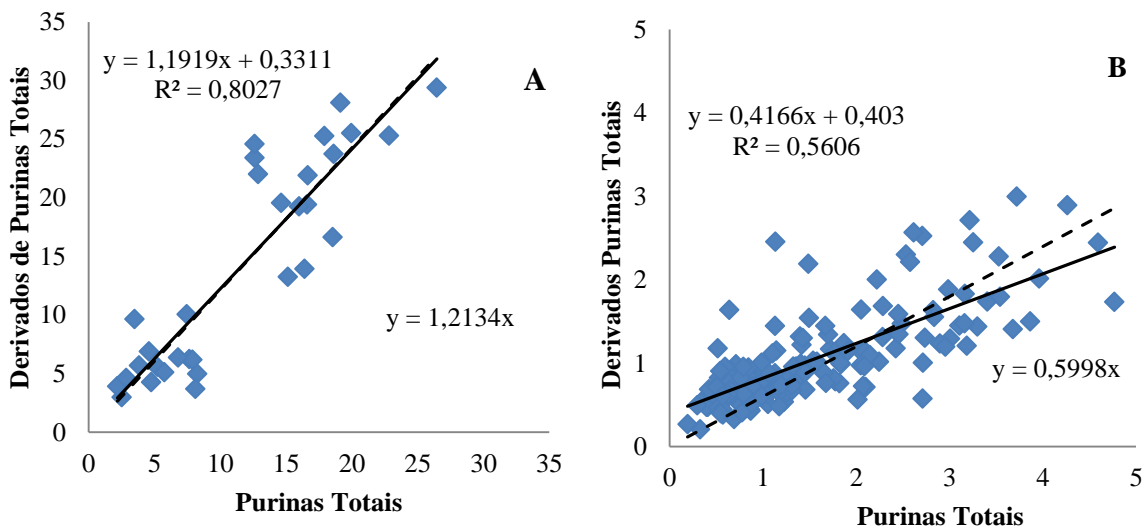 35
30
25
20
15
10
5
0
Derivados de Purinas Totais
y = 1,1919x + 0,3311
R² = 0,8027
A
y = 1,2134x
0 5 10 15 20 25 30 35
Purinas Totais
5
4
3
2
1
0
Derivados Purinas Totais
B
y = 0,4166x + 0,403
R² = 0,5606
y = 0,5998x
0 1 2 3 4 5
Purinas Totais